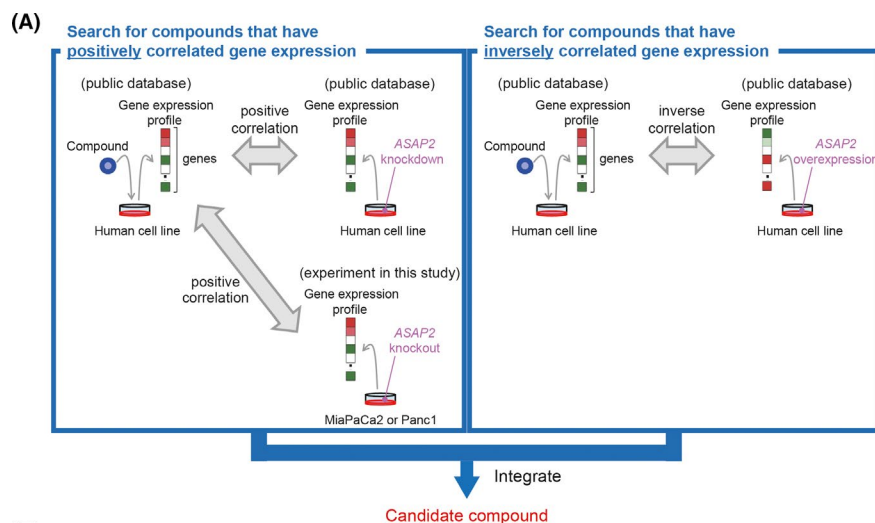 (A)
Search for compounds that have
positively correlated gene expression
(public database)
Gene expression
profile
Compound
genes
Human cell line
positive
correlation
(public database)
Gene expression
profile
ASAP2
knockdown
Human cell line
positive
correlation
(experiment in this study)
Gene expression
profile
ASAP2
knockout
MiaPaCa2 or Panc1
Search for compounds that have
inversely correlated gene expression
(public database)
Gene expression
profile
Compound
genes
Human cell line
inverse
correlation
(public database)
Gene expression
profile
ASAP2
overexpression
Human cell line
Integrate
Candidate compound